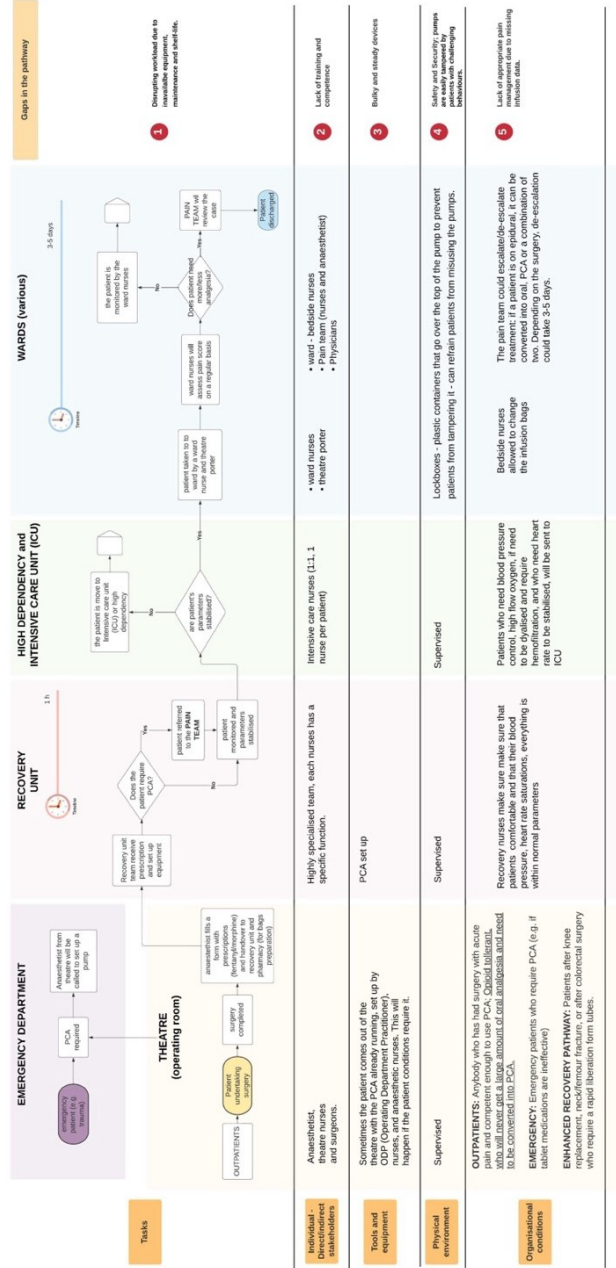 EMERGENCY DEPARTMENT
emergency
patient (e.g.
trauma)
PCA
required
Anaesthetist from
theatre will be
called to set up a
pump
THEATRE
(operating room)
OUTPATIENTS
Patient
undertaking
surgery
surgery
completed
anaesthetist fills a
form with
prescriptions
(fentanyl/morphine)
and handover to
recovery unit and
pharmacy (for bags
preparation)
RECOVERY
UNIT
Timeline
1 h
Recovery unit
team receive
prescription
and set up
equipment
Does the
patient require
PCA?
Yes
No
patient referred
to the PAIN
TEAM
patient
monitored and
parameters
stabilised
HIGH DEPENDENCY and
INTENSIVE CARE UNIT (ICU)
the patient is move to
Intensive care unit
(ICU) or high
dependency
No
are patient's
parameters
stabilised?
Yes
WARDS (various)
Timeline
3-5 days
patient taken to to
ward by a ward
nurse and theatre
porter
ward nurses will
assess pain score
on a regular basis
the patient is
monitored by the
ward nurses
No
Does patient need
more/less
analgesia?
Yes
PAIN
TEAM wil
review the
case
Patient
discharged
Gaps in the pathway
1
Disrupting workload due to
inavailalbe equipment,
maintenance and shelf-life.
Tasks
Individual -
Direct/indirect
stakeholders
Anaesthetist,
theatre nurses
and surgeons.
Highly specialised team, each nurses has a
specific function.
Intensive care nurses (1:1, 1
nurse per patient)
• ward nurses
• theatre porter
• ward - bedside nurses
• Pain team (nurses and anaesthetist)
• Physicians
2
Lack of training and
competence
Tools and
equipment
Sometimes the patient comes out of the
theatre with the PCA already running, set up by
ODP (Operating Department Practitioner),
nurses, and anaesthetic nurses. This will
happen if the patient conditions require it.
PCA set up
3
Bulky and steady devices
Physical
environment
Supervised
Supervised
Supervised
Lockboxes - plastic containers that go over the top of the pump to prevent
patients from tampering it - can refrain patients from misusing the pumps.
4
Safety and Security; pumps
are easily tampered by
patients with challenging
behaviours.
Organisational
conditions
OUTPATIENTS: Anybody who has had surgery with acute
pain and competent enough to use PCA; Opioid tolerant,
who will never get a large amount of oral analgesia and need
to be converted into PCA.
EMERGENCY: Emergency patients who require PCA (e.g. if
tablet medications are ineffective)
ENHANCED RECOVERY PATHWAY: Patients after knee
replacement, neck/femour fracture, or after colorectal surgery
who require a rapid liberation form tubes.
Recovery nurses make sure make sure that
patients comfortable and that their blood
pressure, heart rate saturations, everything is
within normal parameters
Patients who need blood pressure
control, high flow oxygen, if need
to be dyalised and require
hemofiltration, and who need heart
rate to be stabilised, will be sent to
ICU
Bedside nurses
allowed to change
the infusion bags
The pain team could escalate/de-escalate
treatment: if a patient is on epidural, it can be
converted into oral, PCA or a combination of
two. Depending on the surgery, de-escalation
could take 3-5 days.
5
Lack of appropriate pain
management due to missing
infusion data.